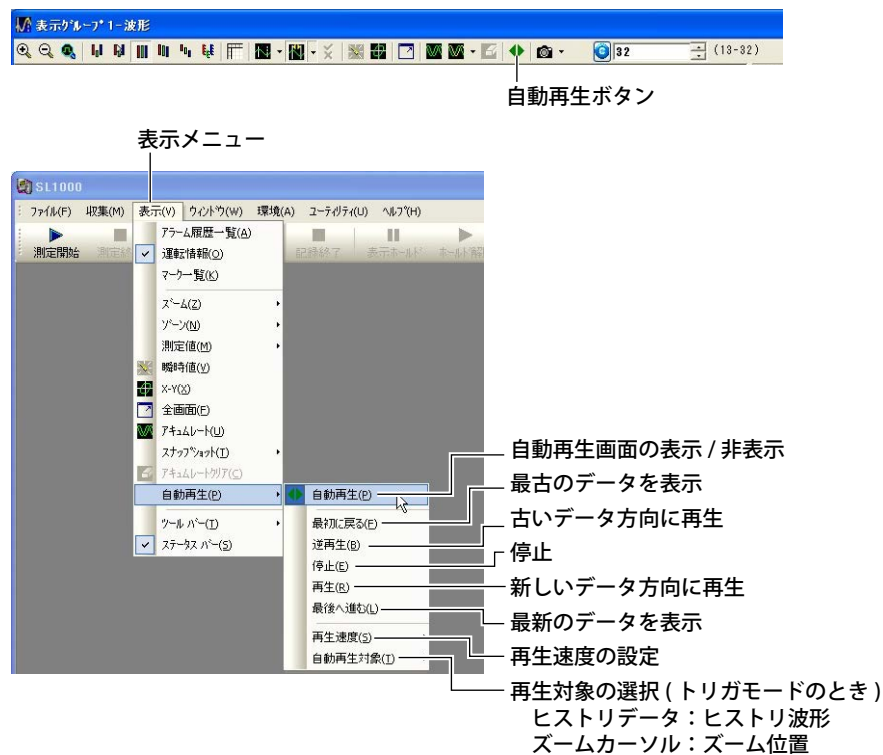 表示グループ 1-波形
32
(13-32)
自動再生ボタン
表示メニュー
SL1000
ファイル(F) 収集(M) 表示(V) ウィンドウ(W) 環境(A) ユーティリティ(U) ヘルプ(H)
測定開始 測定終 記録終了 表示ホールド ホールド解
アラーム履歴一覧(A)
運転情報(O)
マーク一覧(K)
ズーム(Z)
ゾーン(N)
測定値(M)
瞬時値(V)
X-Y(X)
全画面(F)
アキュムレート(U)
スナップショット(T)
アキュムレートクリア(C)
自動再生(P)
ツール バー(T)
ステータス バー(S)
自動再生(P)
最初に戻る(F)
逆再生(B)
停止(E)
再生(R)
最後へ進む(L)
再生速度(S)
自動再生対象(T)
自動再生画面の表示 / 非表示
最古のデータを表示
古いデータ方向に再生
停止
新しいデータ方向に再生
最新のデータを表示
再生速度の設定
再生対象の選択 ( トリガモードのとき )
ヒストリデータ：ヒストリ波形
ズームカーソル：ズーム位置